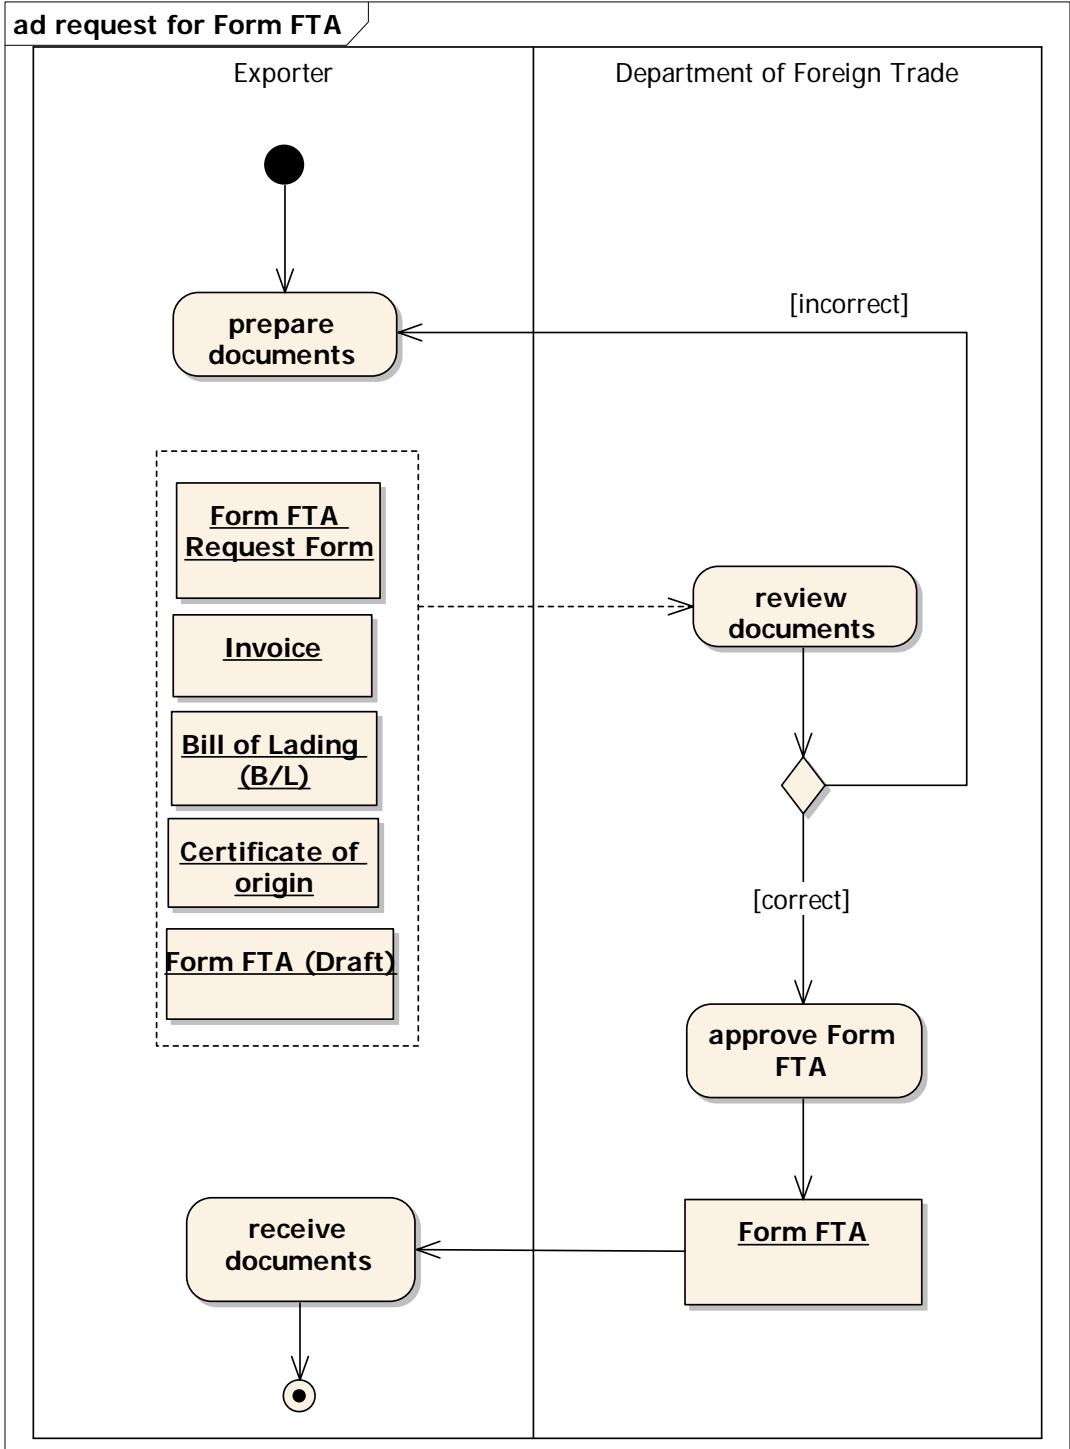 ad request for Form FTA
Exporter
Department of Foreign Trade
[incorrect]
prepare
documents
Form FTA
Request Form
Invoice
Bill of Lading
(B/L)
Certificate of
origin
Form FTA (Draft)
review
documents
[correct]
approve Form
FTA
Form FTA
receive
documents